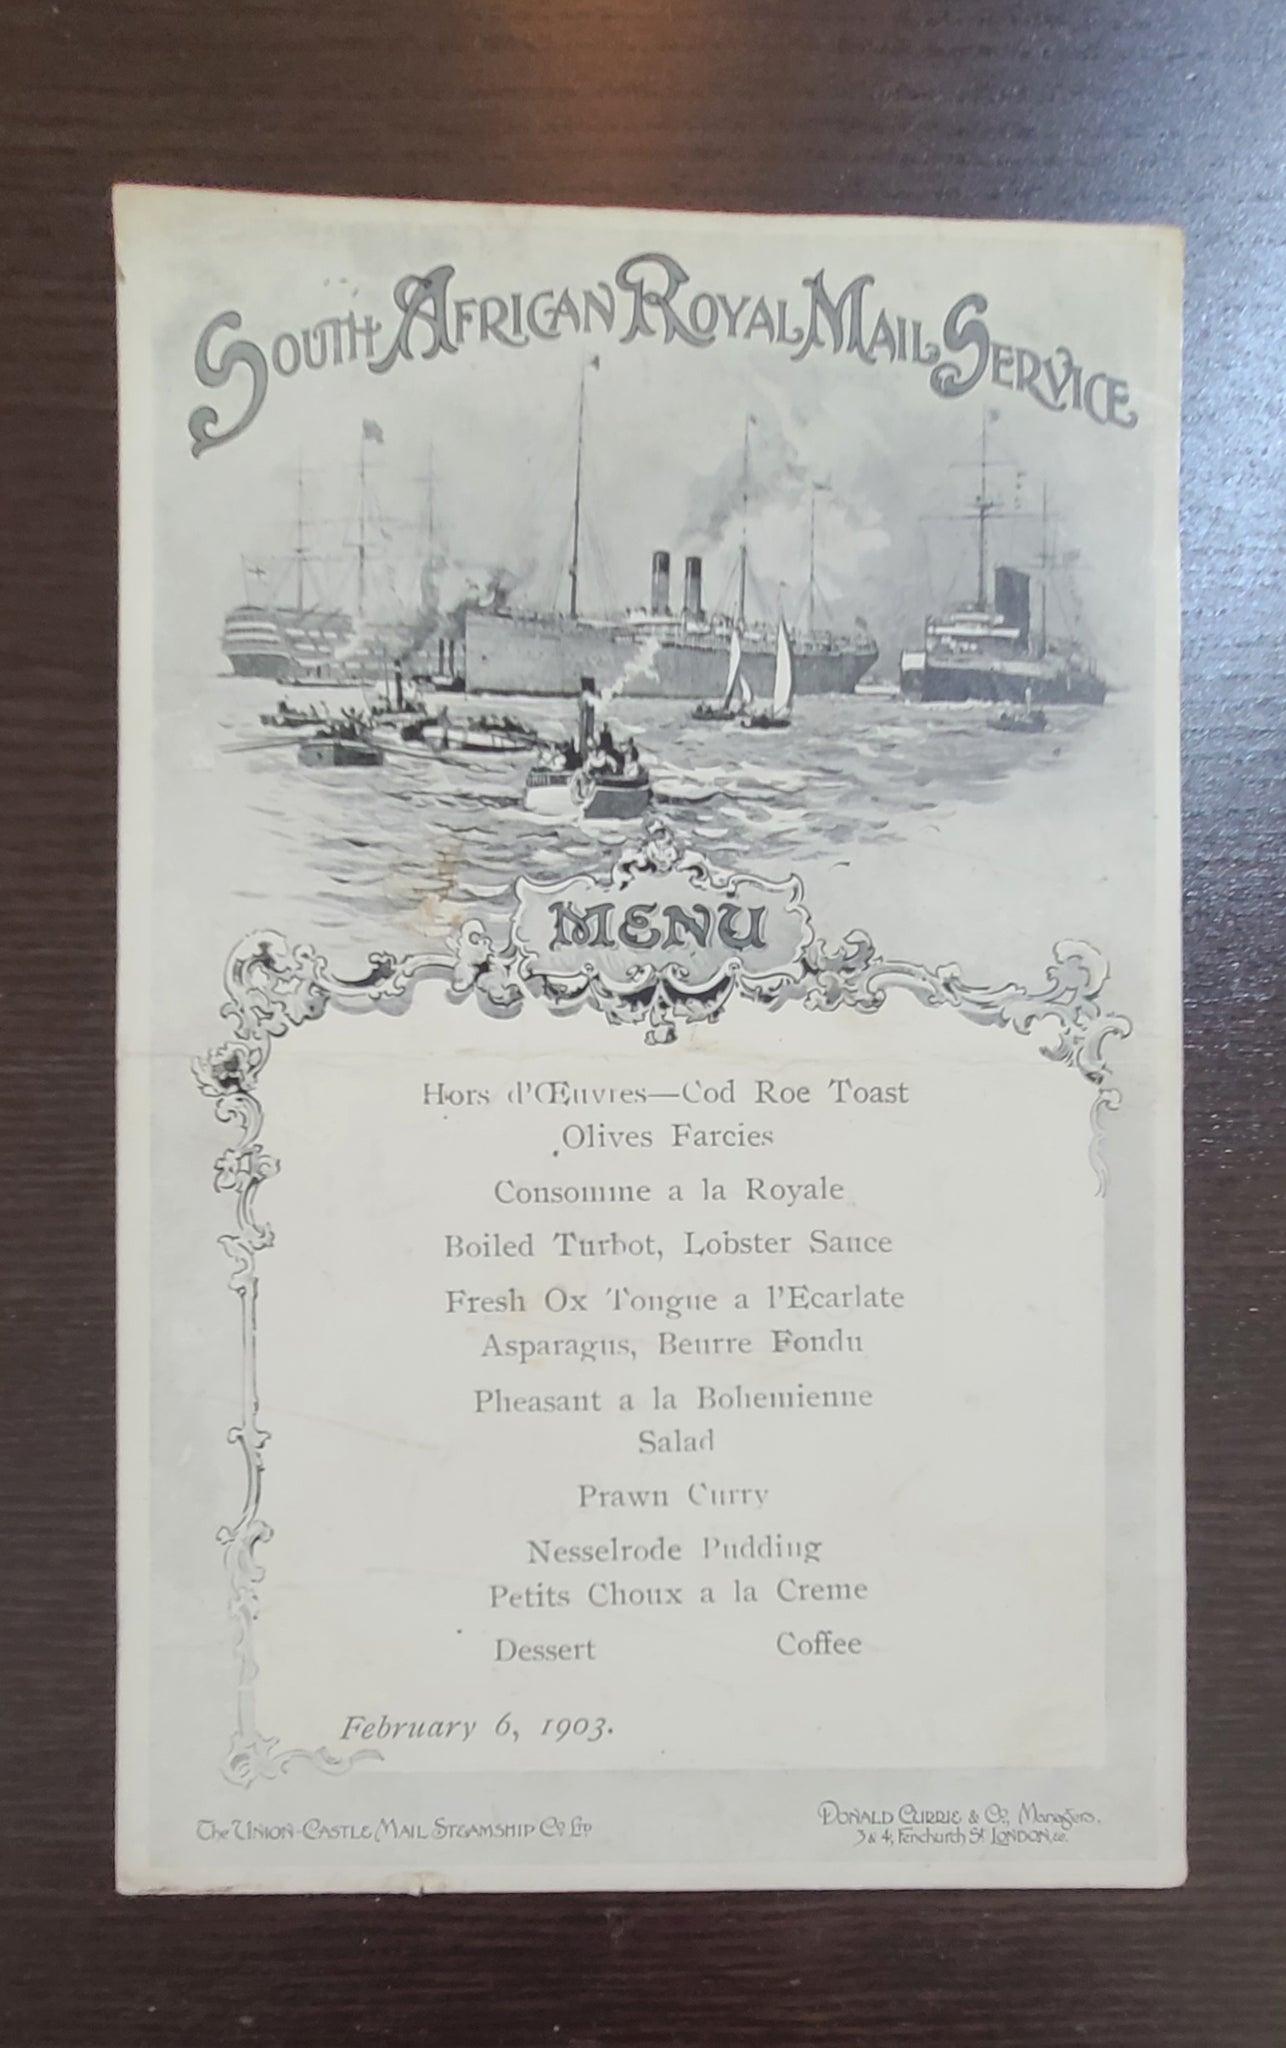 South African Royal Mail Service
MENU
Hors d'Œuvres—Cod Roe Toast
Olives Farcies
Consomme a la Royale
Boiled Turbot, Lobster Sauce
Fresh Ox Tongue a l'Ecarlate
Asparagus, Beurre Fondu
Pheasant a la Bohemienne
Salad
Prawn Curry
Nesselrode Pudding
Petits Choux a la Creme
Dessert Coffee
February 6, 1903.
The Union-Castle Mail Steamship Co. Ltd
Donald Currie & Co., Managers.
3 & 4, Fenchurch St London, &c.